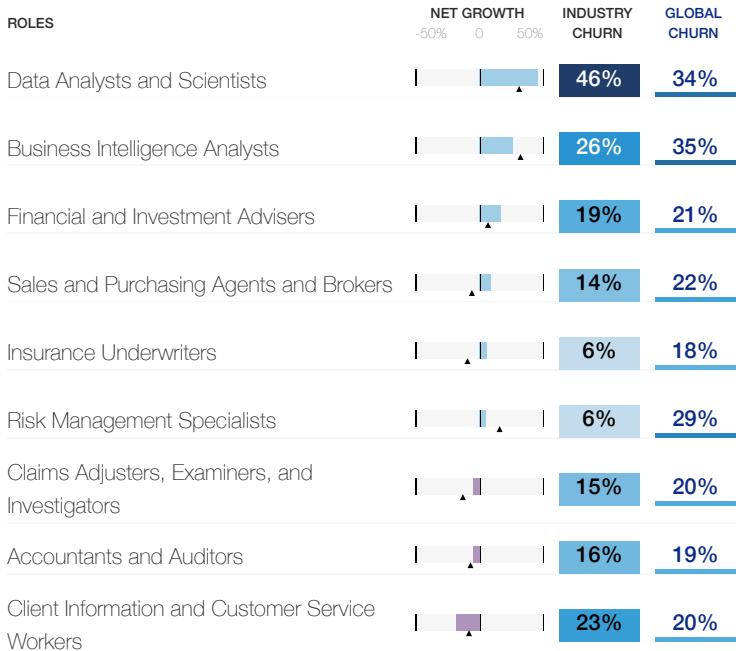 ROLES NET GROWTH INDUSTRY CHURN GLOBAL CHURN
-50% 0 50%
Data Analysts and Scientists 46% 34%
Business Intelligence Analysts 26% 35%
Financial and Investment Advisers 19% 21%
Sales and Purchasing Agents and Brokers 14% 22%
Insurance Underwriters 6% 18%
Risk Management Specialists 6% 29%
Claims Adjusters, Examiners, and
Investigators 15% 20%
Accountants and Auditors 16% 19%
Client Information and Customer Service
Workers 23% 20%